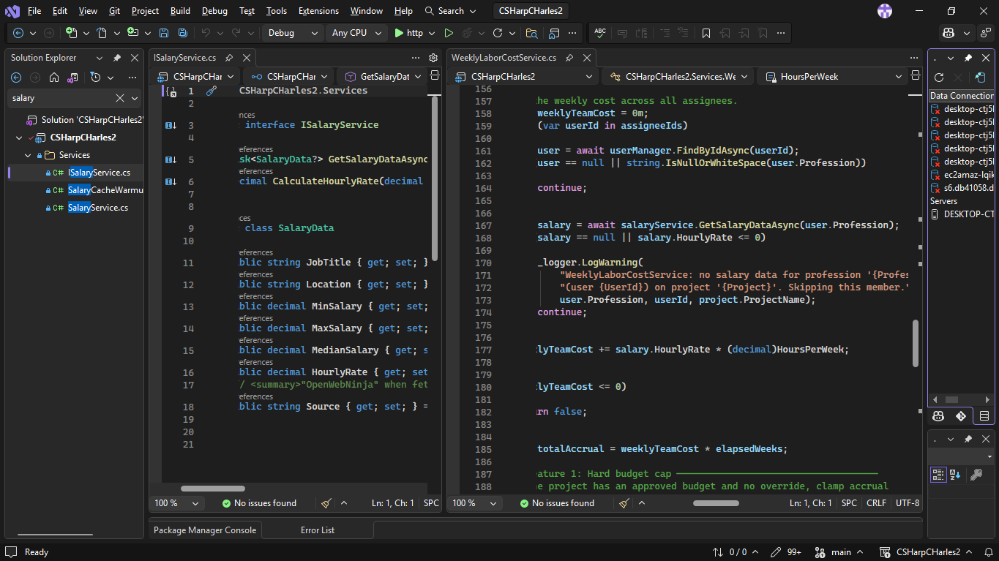 File Edit View Git Project Build Debug Test Tools Extensions Window Help Search CSHarpCHarles2
Debug Any CPU http
Solution Explorer
salary
Solution 'CSHarpCHarles2'
CSHarpCHarles2
Services
C# ISalaryService.cs
C# SalaryCacheWarmu
C# SalaryService.cs
ISalaryService.cs
CSHarpCHar CSHarpCHar GetSalaryDat
1 CSHarpCHarles2.Services
2
nces
3 interface ISalaryService
4
eferences
5 sk<SalaryData?> GetSalaryDataAsync
eferences
6 cimal CalculateHourlyRate(decimal
7
8
nces
9 class SalaryData
10
eferences
11 blic string JobTitle { get; set; }
eferences
12 blic string Location { get; set; }
eferences
13 blic decimal MinSalary { get; set;
eferences
14 blic decimal MaxSalary { get; set;
eferences
15 blic decimal MedianSalary { get; s
eferences
16 blic decimal HourlyRate { get; set
17 / <summary>"OpenWebNinja" when fet
eferences
18 blic string Source { get; set; } =
19
20
21
100 % No issues found Ln: 1, Ch: 1 SPC
WeeklyLaborCostService.cs
CSHarpCHarles2 CSHarpCHarles2.Services.We HoursPerWeek
156
157 he weekly cost across all assignees.
158 weeklyTeamCost = 0m;
159 (var userId in assigneeIds)
160
161 user = await userManager.FindByIdAsync(userId);
162 user == null || string.IsNullOrWhiteSpace(user.Profession))
163
164 continue;
165
166
167 salary = await salaryService.GetSalaryDataAsync(user.Profession);
168 salary == null || salary.HourlyRate <= 0)
169
170 _logger.LogWarning(
171 "WeeklyLaborCostService: no salary data for profession '{Profes
172 "(user {UserId}) on project '{Project}'. Skipping this member."
173 user.Profession, userId, project.ProjectName);
174 continue;
175
176
177 lyTeamCost += salary.HourlyRate * (decimal)HoursPerWeek;
178
179
180 lyTeamCost <= 0)
181
182 rn false;
183
184
185 totalAccrual = weeklyTeamCost * elapsedWeeks;
186
187 ature 1: Hard budget cap
188 e project has an approved budget and no override, clamp accrual
100 % No issues found Ln: 1, Ch: 1 SPC CRLF UTF-8
Data Connection
desktop-ctj5l
desktop-ctj5l
desktop-ctj5l
desktop-ctj5l
desktop-ctj5l
ec2amaz-lqik
s6.db41058.d
Servers
DESKTOP-CT
Package Manager Console Error List
Ready 0 / 0 99+ main CSHarpCHarles2